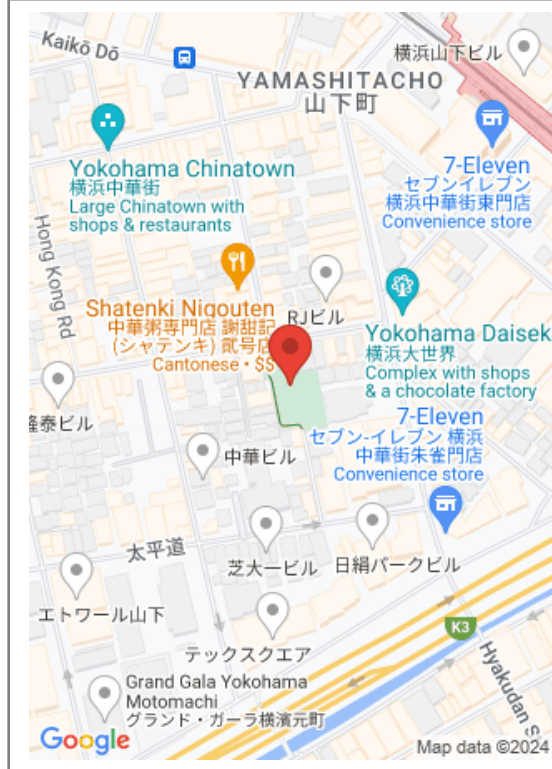 Kaikō Dō
横浜山下ビル
YAMASHITACHO
山下町
Yokohama Chinatown
横浜中華街
Large Chinatown with
shops & restaurants
7-Eleven
セブンイレブン
横浜中華街東門店
Convenience store
Hong Kong Rd
Shatenki Nigouten
中華粥専門店 謝甜記
(シャテンキ) 貮号店
Cantonese • $$
RJビル
Yokohama Daisek
横浜大世界
Complex with shops
& a chocolate factory
隆泰ビル
7-Eleven
セブン-イレブン 横浜
中華街朱雀門店
Convenience store
中華ビル
太平道
芝大一ビル
日絹パークビル
エトワール山下
テックスクエア
K3
Hyakudan S
Grand Gala Yokohama
Motomachi
グランド・ガーラ横濱元町
Google
Map data ©2024